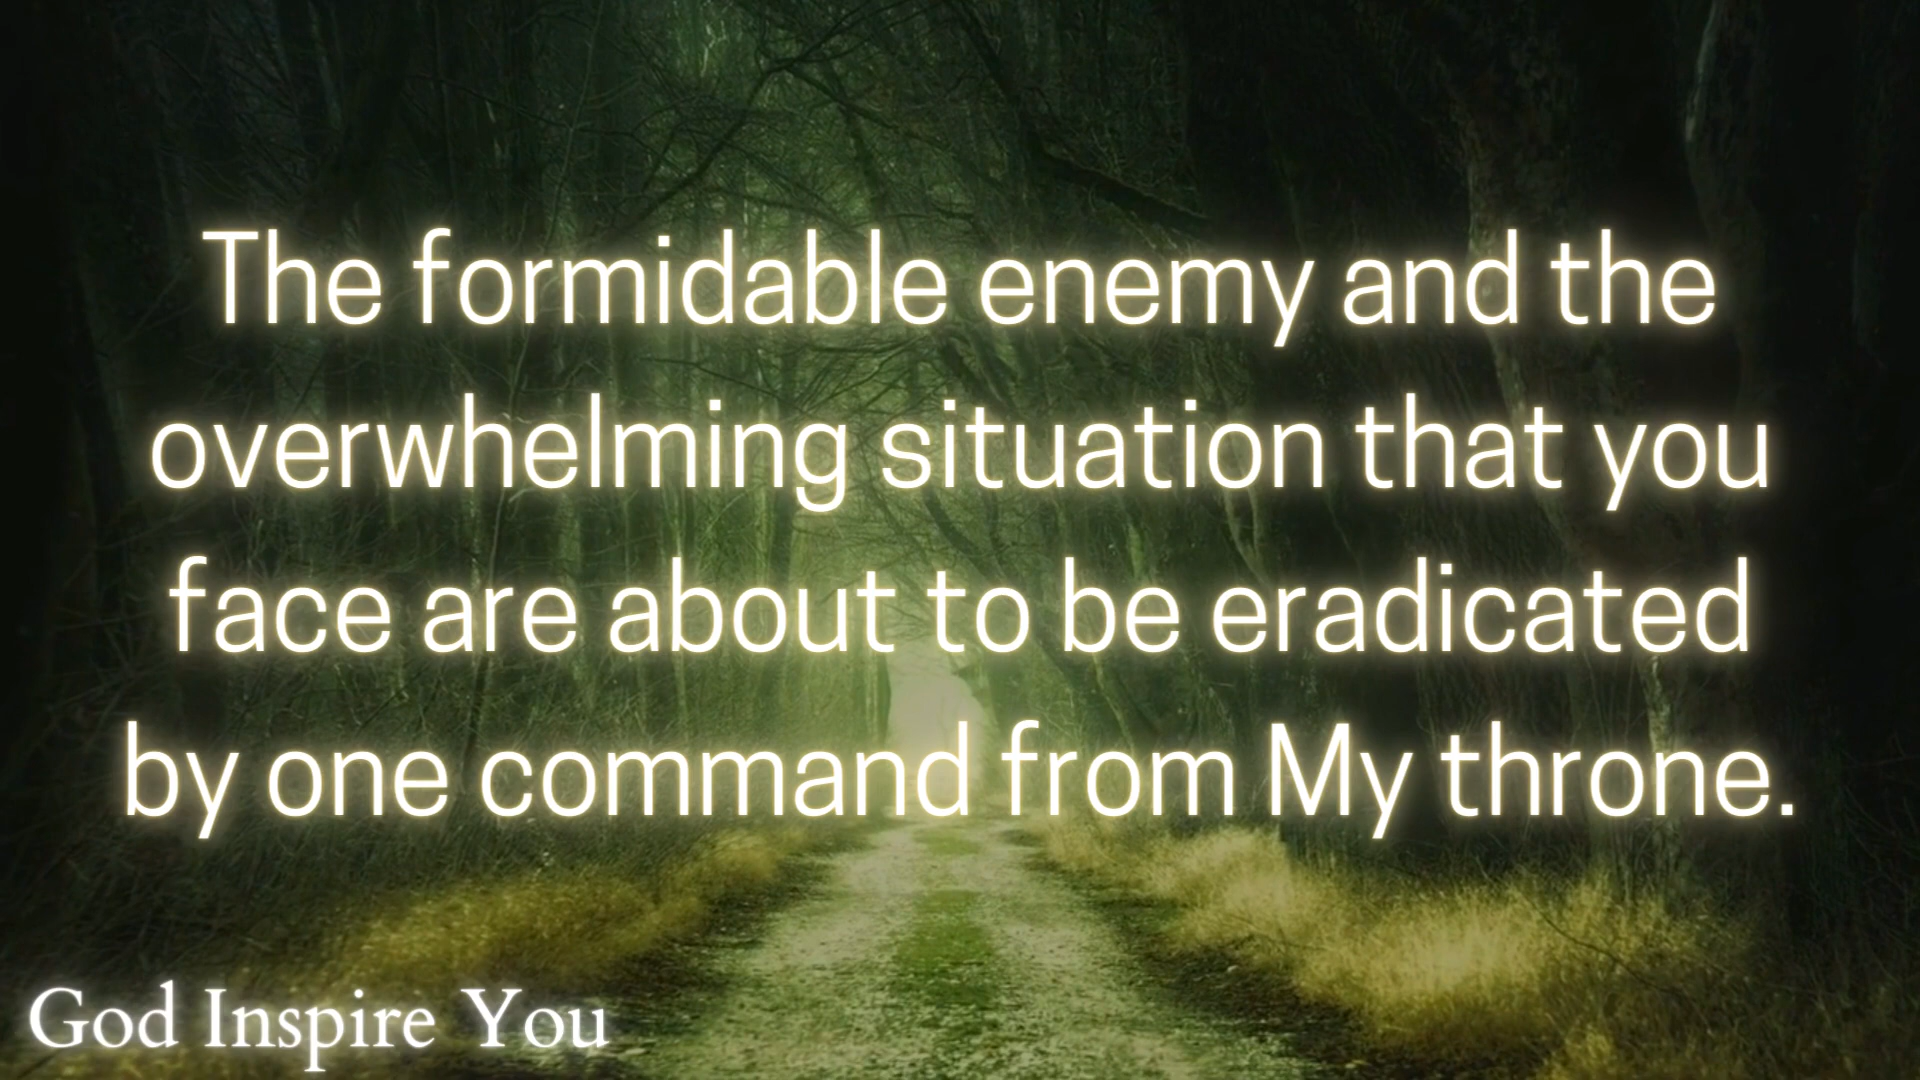 The formidable enemy and the
overwhelming situation that you
face are about to be eradicated
by one command from My throne.
God Inspire You